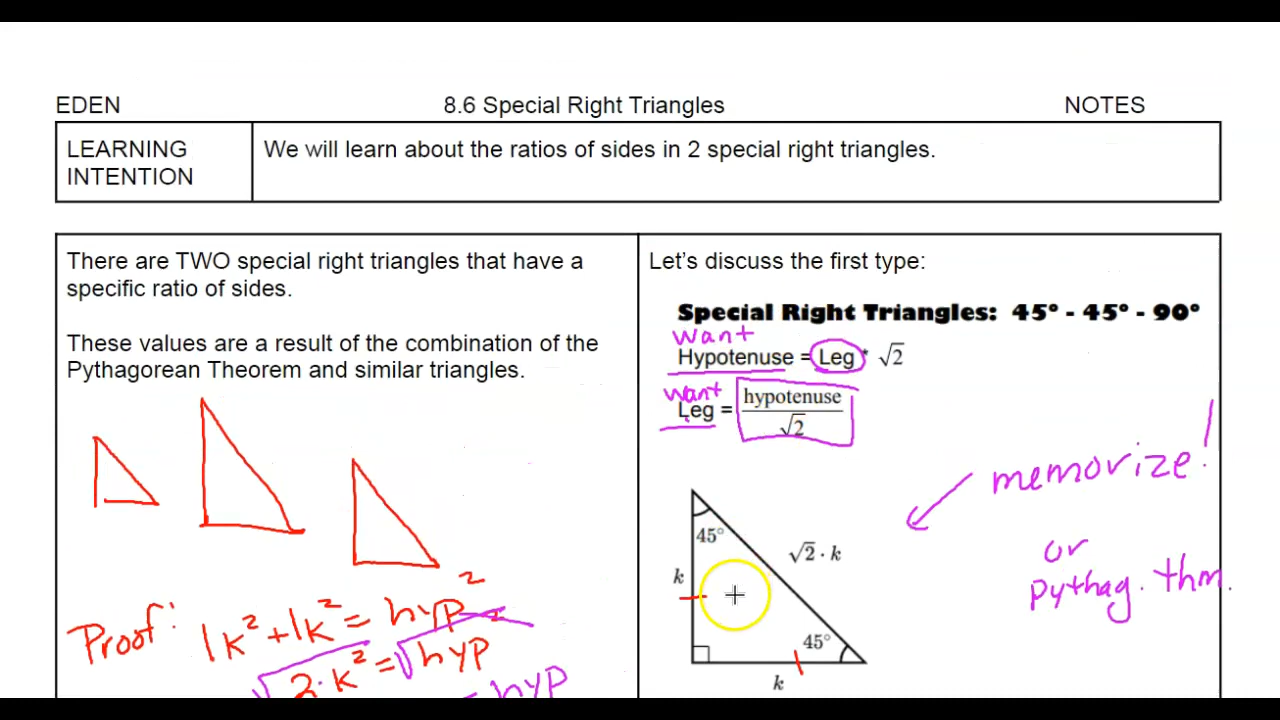 EDEN 8.6 Special Right Triangles NOTES
LEARNING INTENTION
We will learn about the ratios of sides in 2 special right triangles.
There are TWO special right triangles that have a
specific ratio of sides.
These values are a result of the combination of the
Pythagorean Theorem and similar triangles.
Proof:
1k² + 1k² = hyp²
√2·k² = √hyp
= hyp
Let's discuss the first type:
Special Right Triangles: 45° - 45° - 90°
want
Hypotenuse = Leg * √2
want
Leg = hypotenuse / √2
memorize!
or
pythag. thm.
45°
√2 · k
k
45°
k